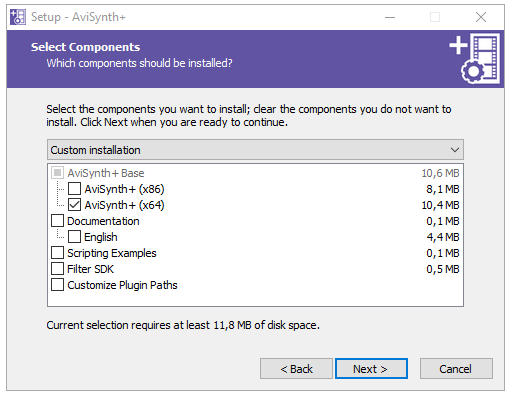 Setup - AviSynth+
Select Components
Which components should be installed?
Select the components you want to install; clear the components you do not want to
install. Click Next when you are ready to continue.
Custom installation
AviSynth+ Base 10,6 MB
AviSynth+ (x86) 8,1 MB
AviSynth+ (x64) 10,4 MB
Documentation 0,1 MB
English 4,4 MB
Scripting Examples 0,1 MB
Filter SDK 0,5 MB
Customize Plugin Paths
Current selection requires at least 11,8 MB of disk space.
< Back Next > Cancel